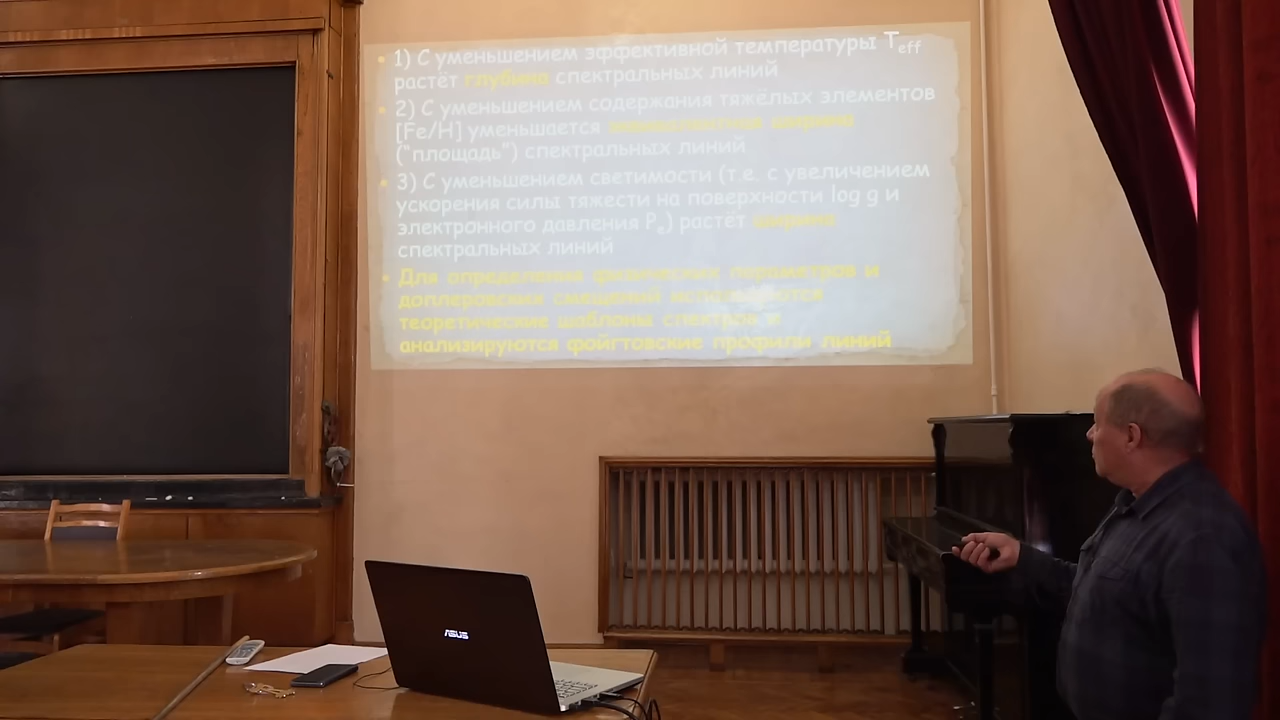 • 1) С уменьшением эффективной температуры Teff
растёт глубина спектральных линий
• 2) С уменьшением содержания тяжёлых элементов
[Fe/H] уменьшается эквивалентная ширина
("площадь") спектральных линий
• 3) С уменьшением светимости (т.е. с увеличением
ускорения силы тяжести на поверхности log g и
электронного давления Pe) растёт ширина
спектральных линий
• Для определения физических параметров и
доплеровских смещений используются
теоретические шаблоны спектров и
анализируются фойгтовские профили линий
ASUS